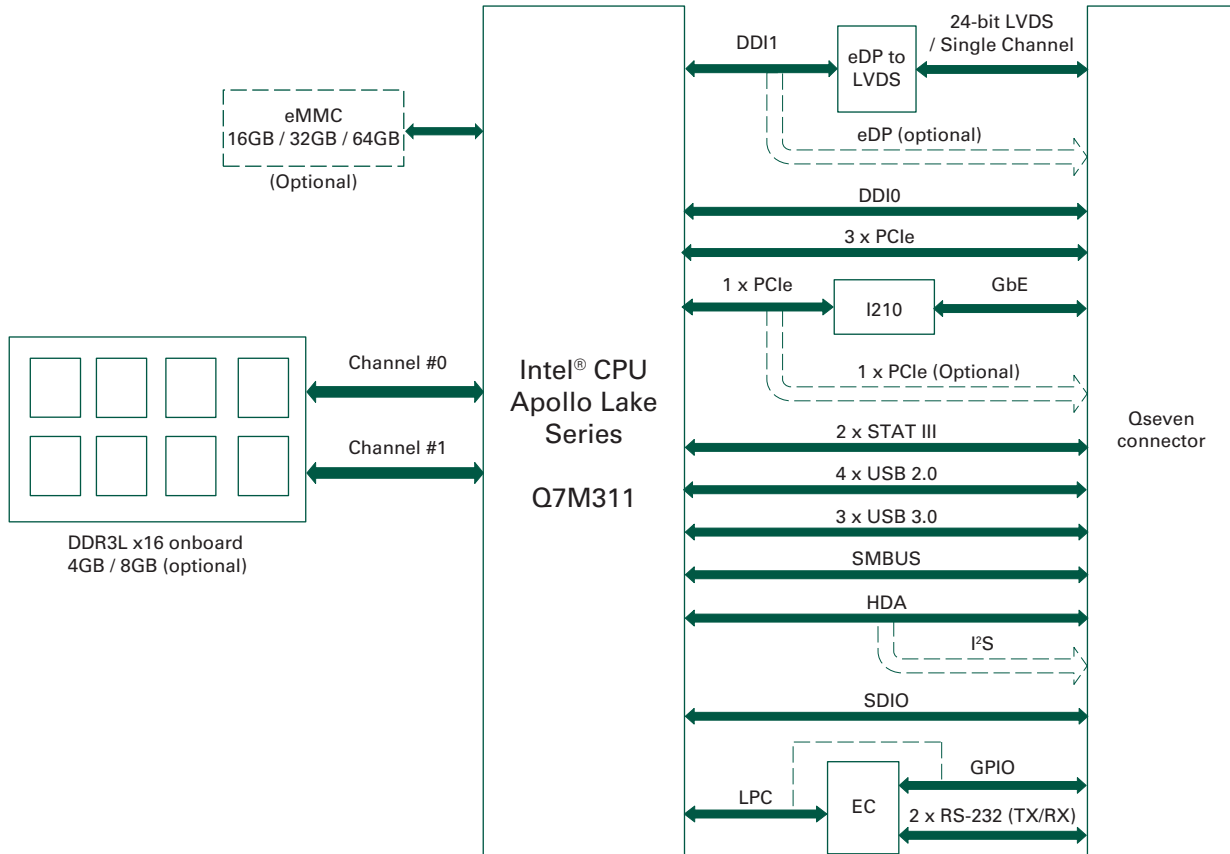 24-bit LVDS
/ Single Channel
DDI1
eDP to
LVDS
eMMC
16GB / 32GB / 64GB
(Optional)
eDP (optional)
DDI0
3 x PCIe
1 x PCIe
I210
GbE
1 x PCIe (Optional)
Channel #0
Channel #1
DDR3L x16 onboard
4GB / 8GB (optional)
Intel® CPU
Apollo Lake
Series
Q7M311
Qseven
connector
2 x STAT III
4 x USB 2.0
3 x USB 3.0
SMBUS
HDA
I²S
SDIO
LPC
EC
GPIO
2 x RS-232 (TX/RX)